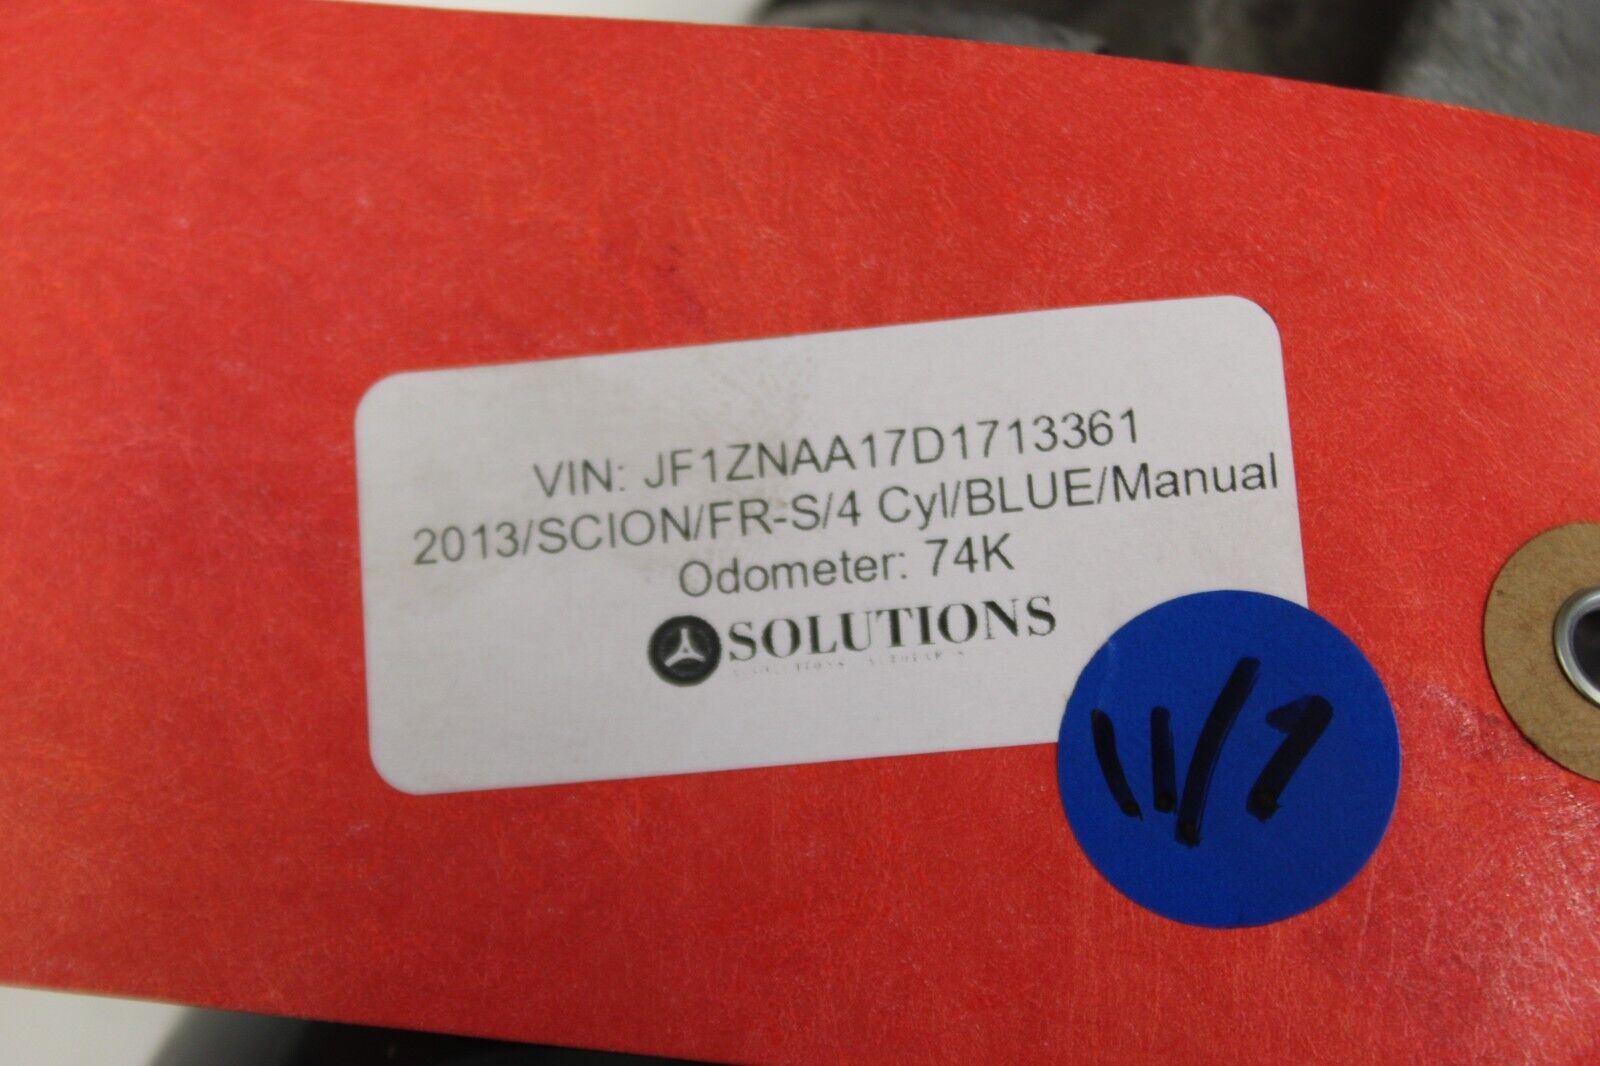 VIN: JF1ZNAA17D1713361
2013/SCION/FR-S/4 Cyl/BLUE/Manual
Odometer: 74K
SOLUTIONS
11/1